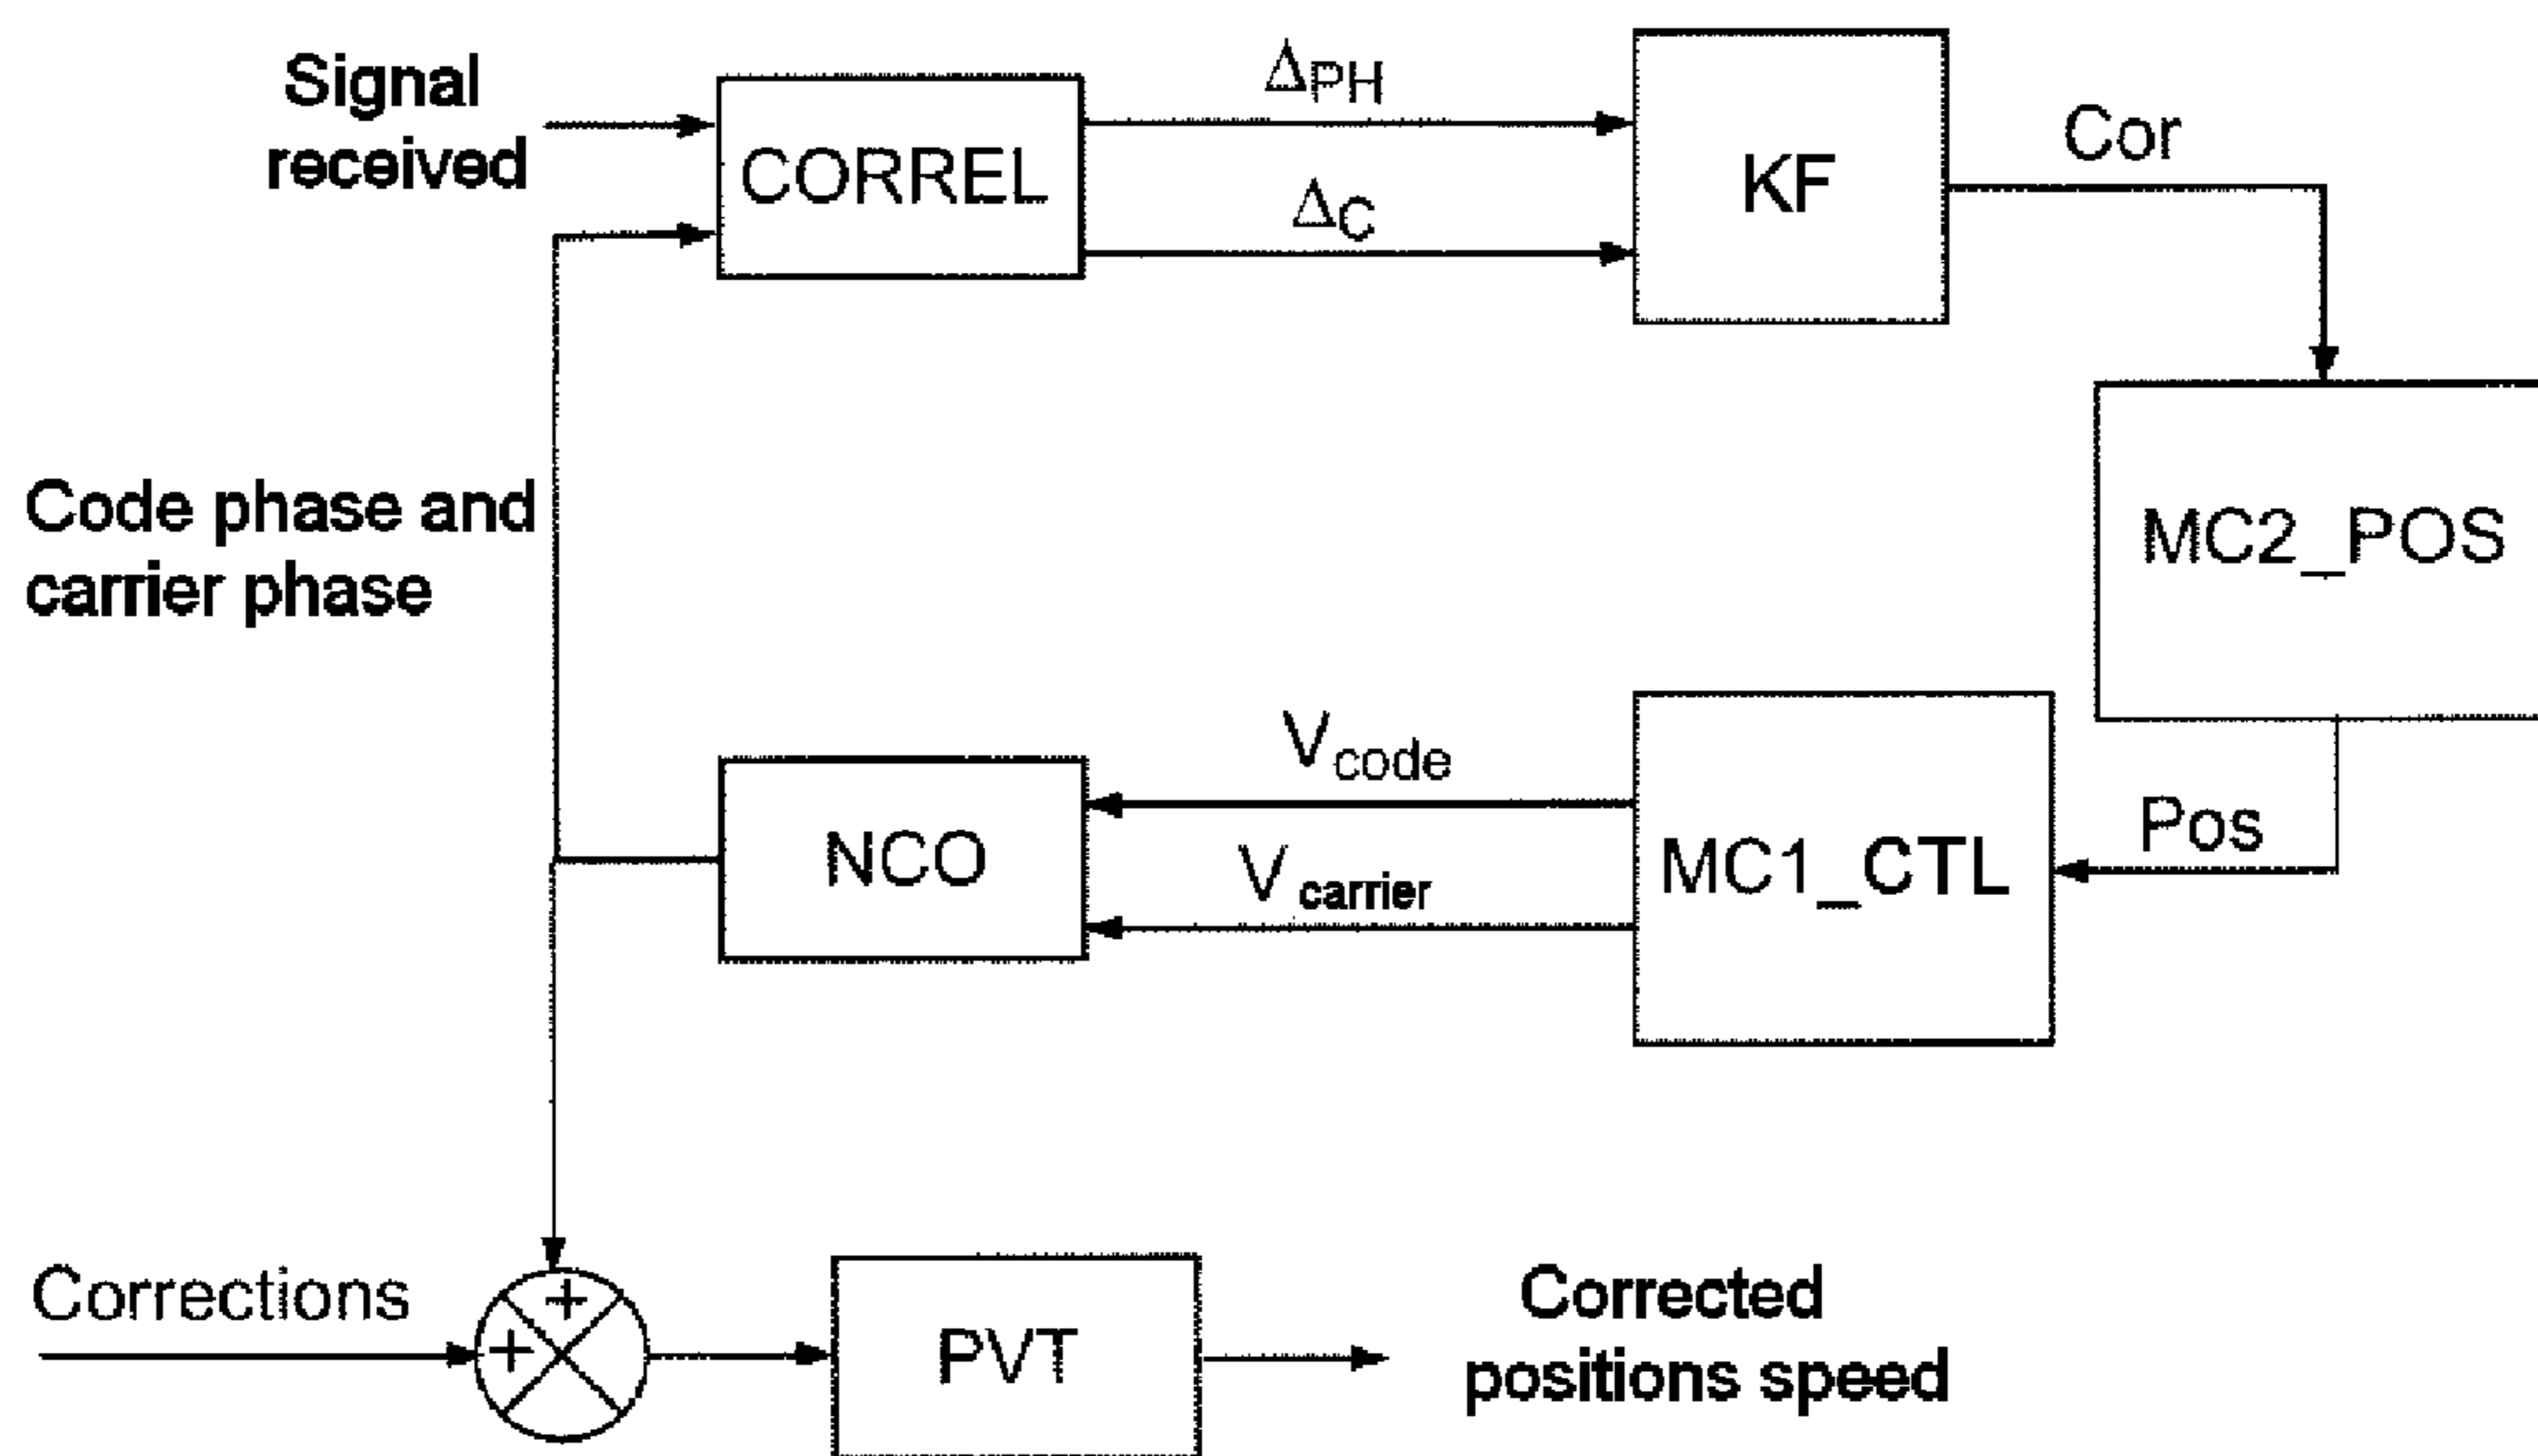 Signal
received
CORREL
ΔPH
ΔC
KF
Cor
MC2_POS
Code phase and
carrier phase
NCO
Vcode
Vcarrier
MC1_CTL
Pos
Corrections
+
+
PVT
Corrected
positions speed